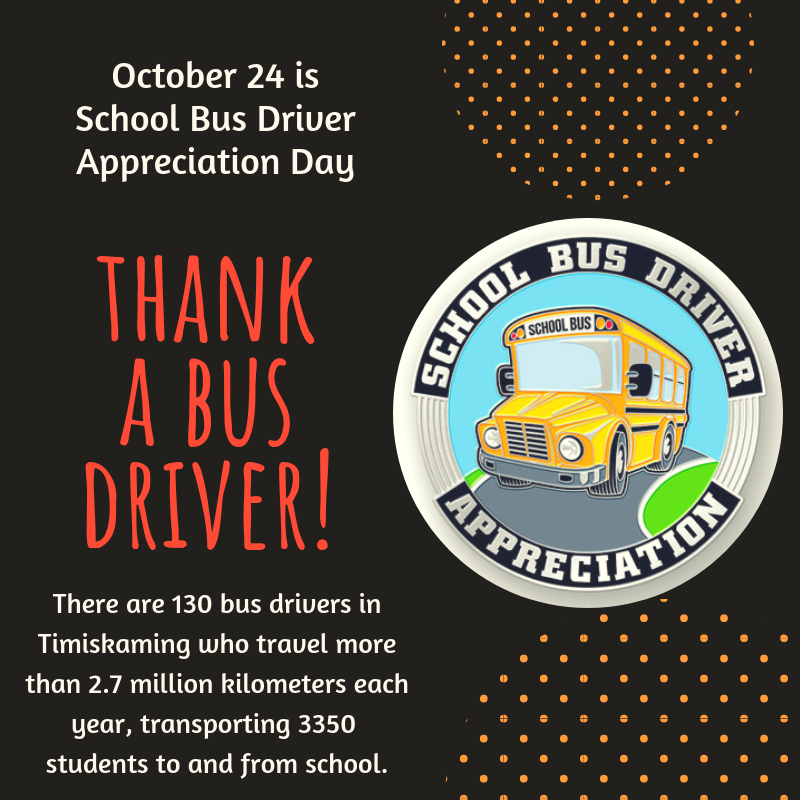 October 24 is
School Bus Driver
Appreciation Day
THANK
A BUS
DRIVER!
SCHOOL BUS DRIVER
SCHOOL BUS
APPRECIATION
There are 130 bus drivers in
Timiskaming who travel more
than 2.7 million kilometers each
year, transporting 3350
students to and from school.